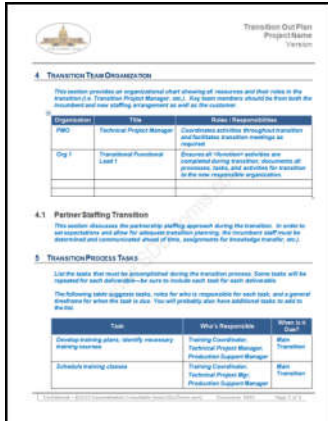 Transition Out Plan
Project Name
Version
4 TRANSITION TEAM ORGANIZATION
This section provides an organizational chart showing all resources and their roles in the
transition (i.e. Transition Project Manager, etc.). Key team members should be from both the
incumbent and new staffing arrangement as well as the customer
Organization Title Roles / Responsibilities
PMO Technical Project Manager Coordinates activities throughout transition
and facilitates transition meetings as
required
Org 1 Transitional Functional
Lead 1
Ensures all <function> activities are
completed during transition; documents all
processes, tasks, and activities for transition
to the new responsible organization.
4.1 Partner Staffing Transition
This section discusses the partnership staffing approach during the transition. In order to
set expectations and allow for adequate transition planning, the incumbent staff must be
determined and communicated ahead of time, assignments for knowledge transfer, etc.)
5 TRANSITION PROCESS TASKS
List the tasks that must be accomplished during the transition process. Some tasks will be
repeated for each deliverable—be sure to include each task for each deliverable.
The following table suggests tasks, roles for who is responsible for each task, and a general
timeframe for when the task is due. You will probably also have additional tasks to add to
the list.
Task Who's Responsible When is it
Due?
Develop training plans; identify necessary
training courses
Training Coordinator,
Technical Project Manager,
Production Support Manager
Main
Transition
Schedule training classes Training Coordinator,
Technical Project Mgr,
Production Support Manager
Main
Transition